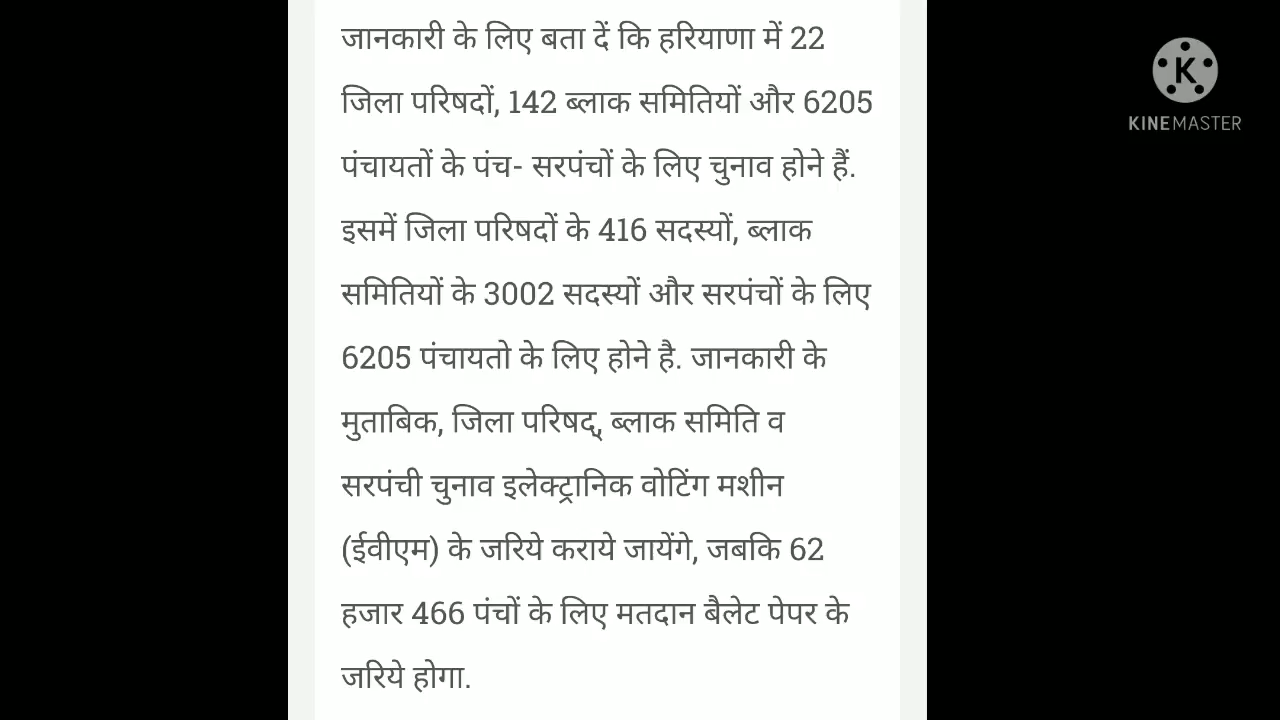 जानकारी के लिए बता दें कि हरियाणा में 22
जिला परिषदों, 142 ब्लाक समितियों और 6205
पंचायतों के पंच- सरपंचों के लिए चुनाव होने हैं.
इसमें जिला परिषदों के 416 सदस्यों, ब्लाक
समितियों के 3002 सदस्यों और सरपंचों के लिए
6205 पंचायतो के लिए होने है. जानकारी के
मुताबिक, जिला परिषद्, ब्लाक समिति व
सरपंची चुनाव इलेक्ट्रानिक वोटिंग मशीन
(ईवीएम) के जरिये कराये जायेंगे, जबकि 62
हजार 466 पंचों के लिए मतदान बैलेट पेपर के
जरिये होगा.
K
KINEMASTER